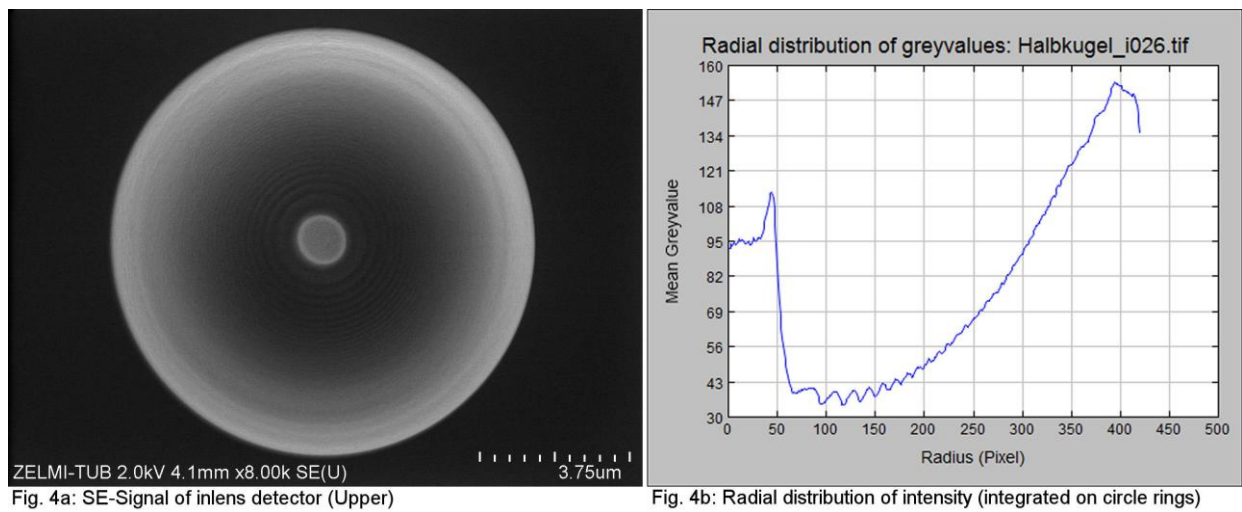 ZELMI-TUB 2.0kV 4.1mm x8.00k SE(U)
3.75um
Fig. 4a: SE-Signal of inlens detector (Upper)
Radial distribution of greyvalues: Halbkugel_i026.tif
160
147
134
121
108
95
82
69
56
43
30
Mean Greyvalue
0 50 100 150 200 250 300 350 400 450 500
Radius (Pixel)
Fig. 4b: Radial distribution of intensity (integrated on circle rings)